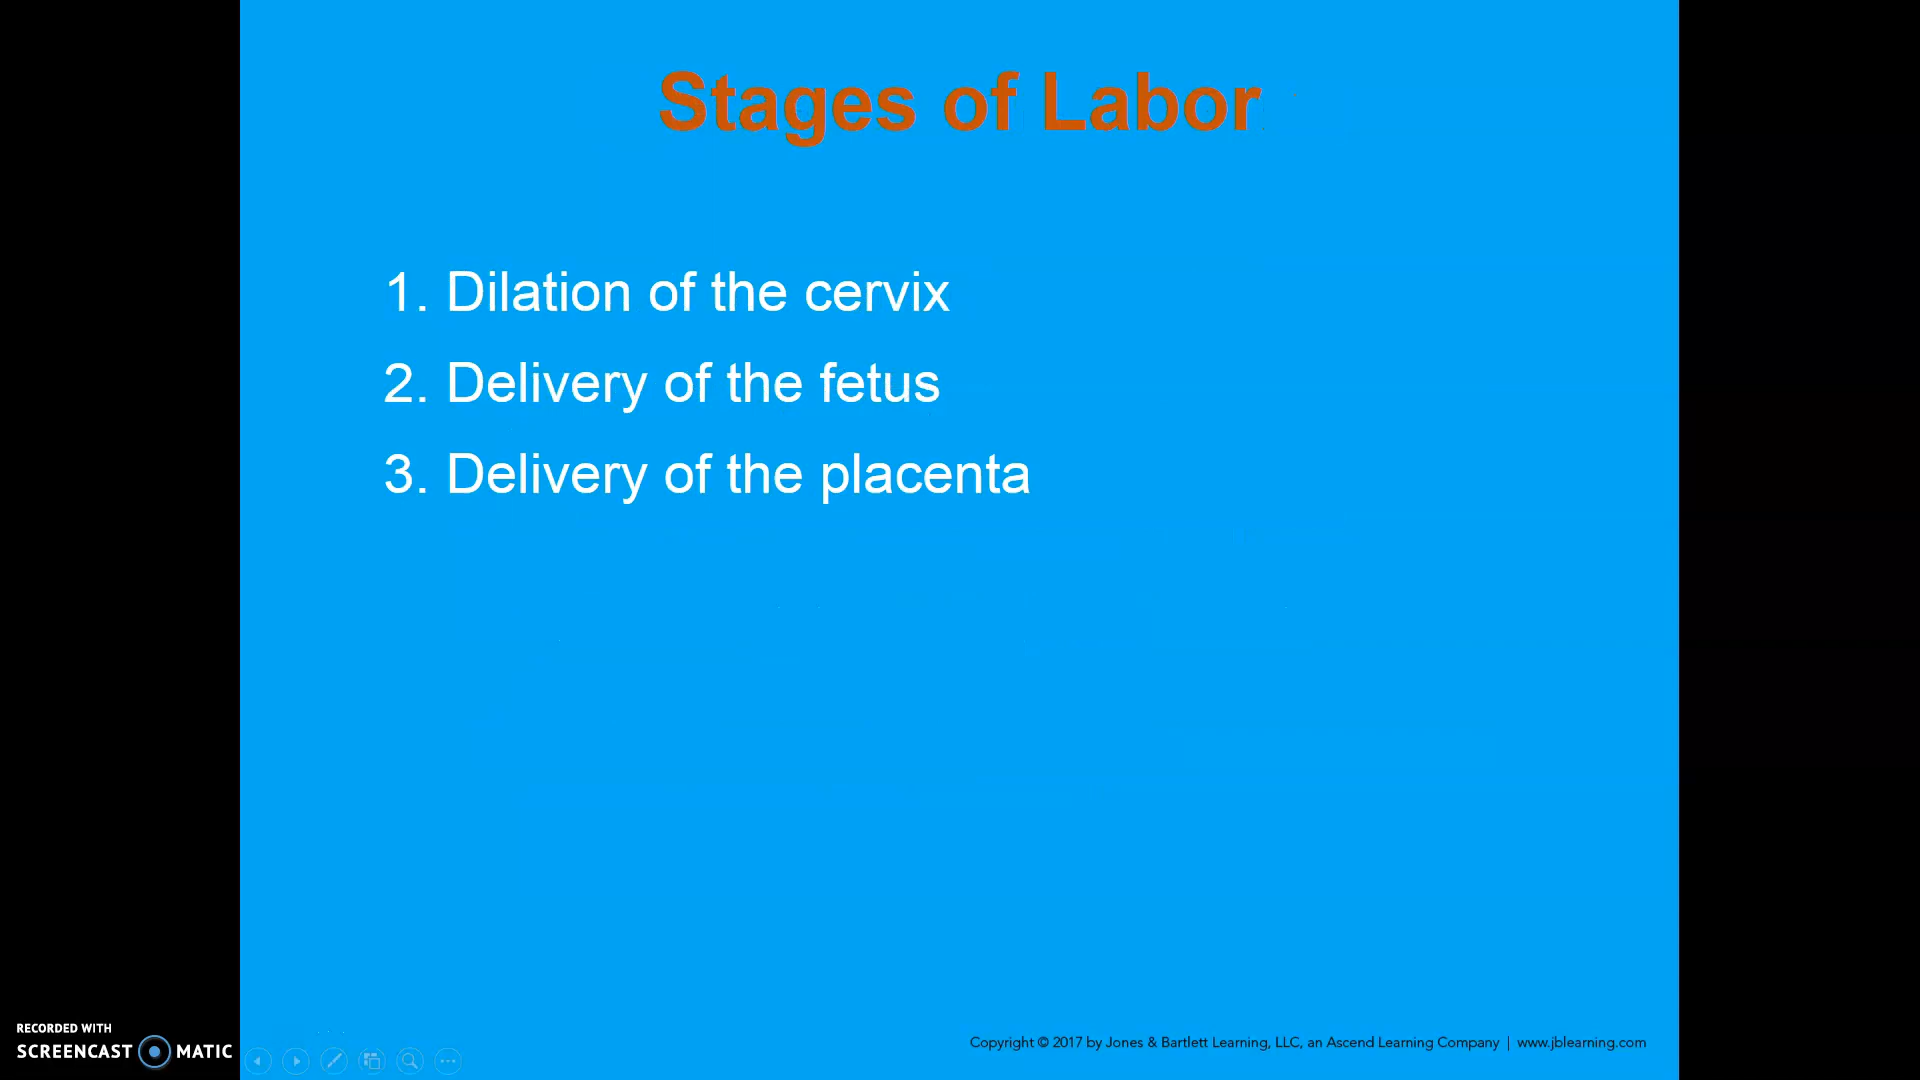 Stages of Labor
1. Dilation of the cervix
2. Delivery of the fetus
3. Delivery of the placenta
RECORDED WITH
SCREENCAST MATIC
Copyright © 2017 by Jones & Bartlett Learning, LLC, an Ascend Learning Company | www.jblearning.com